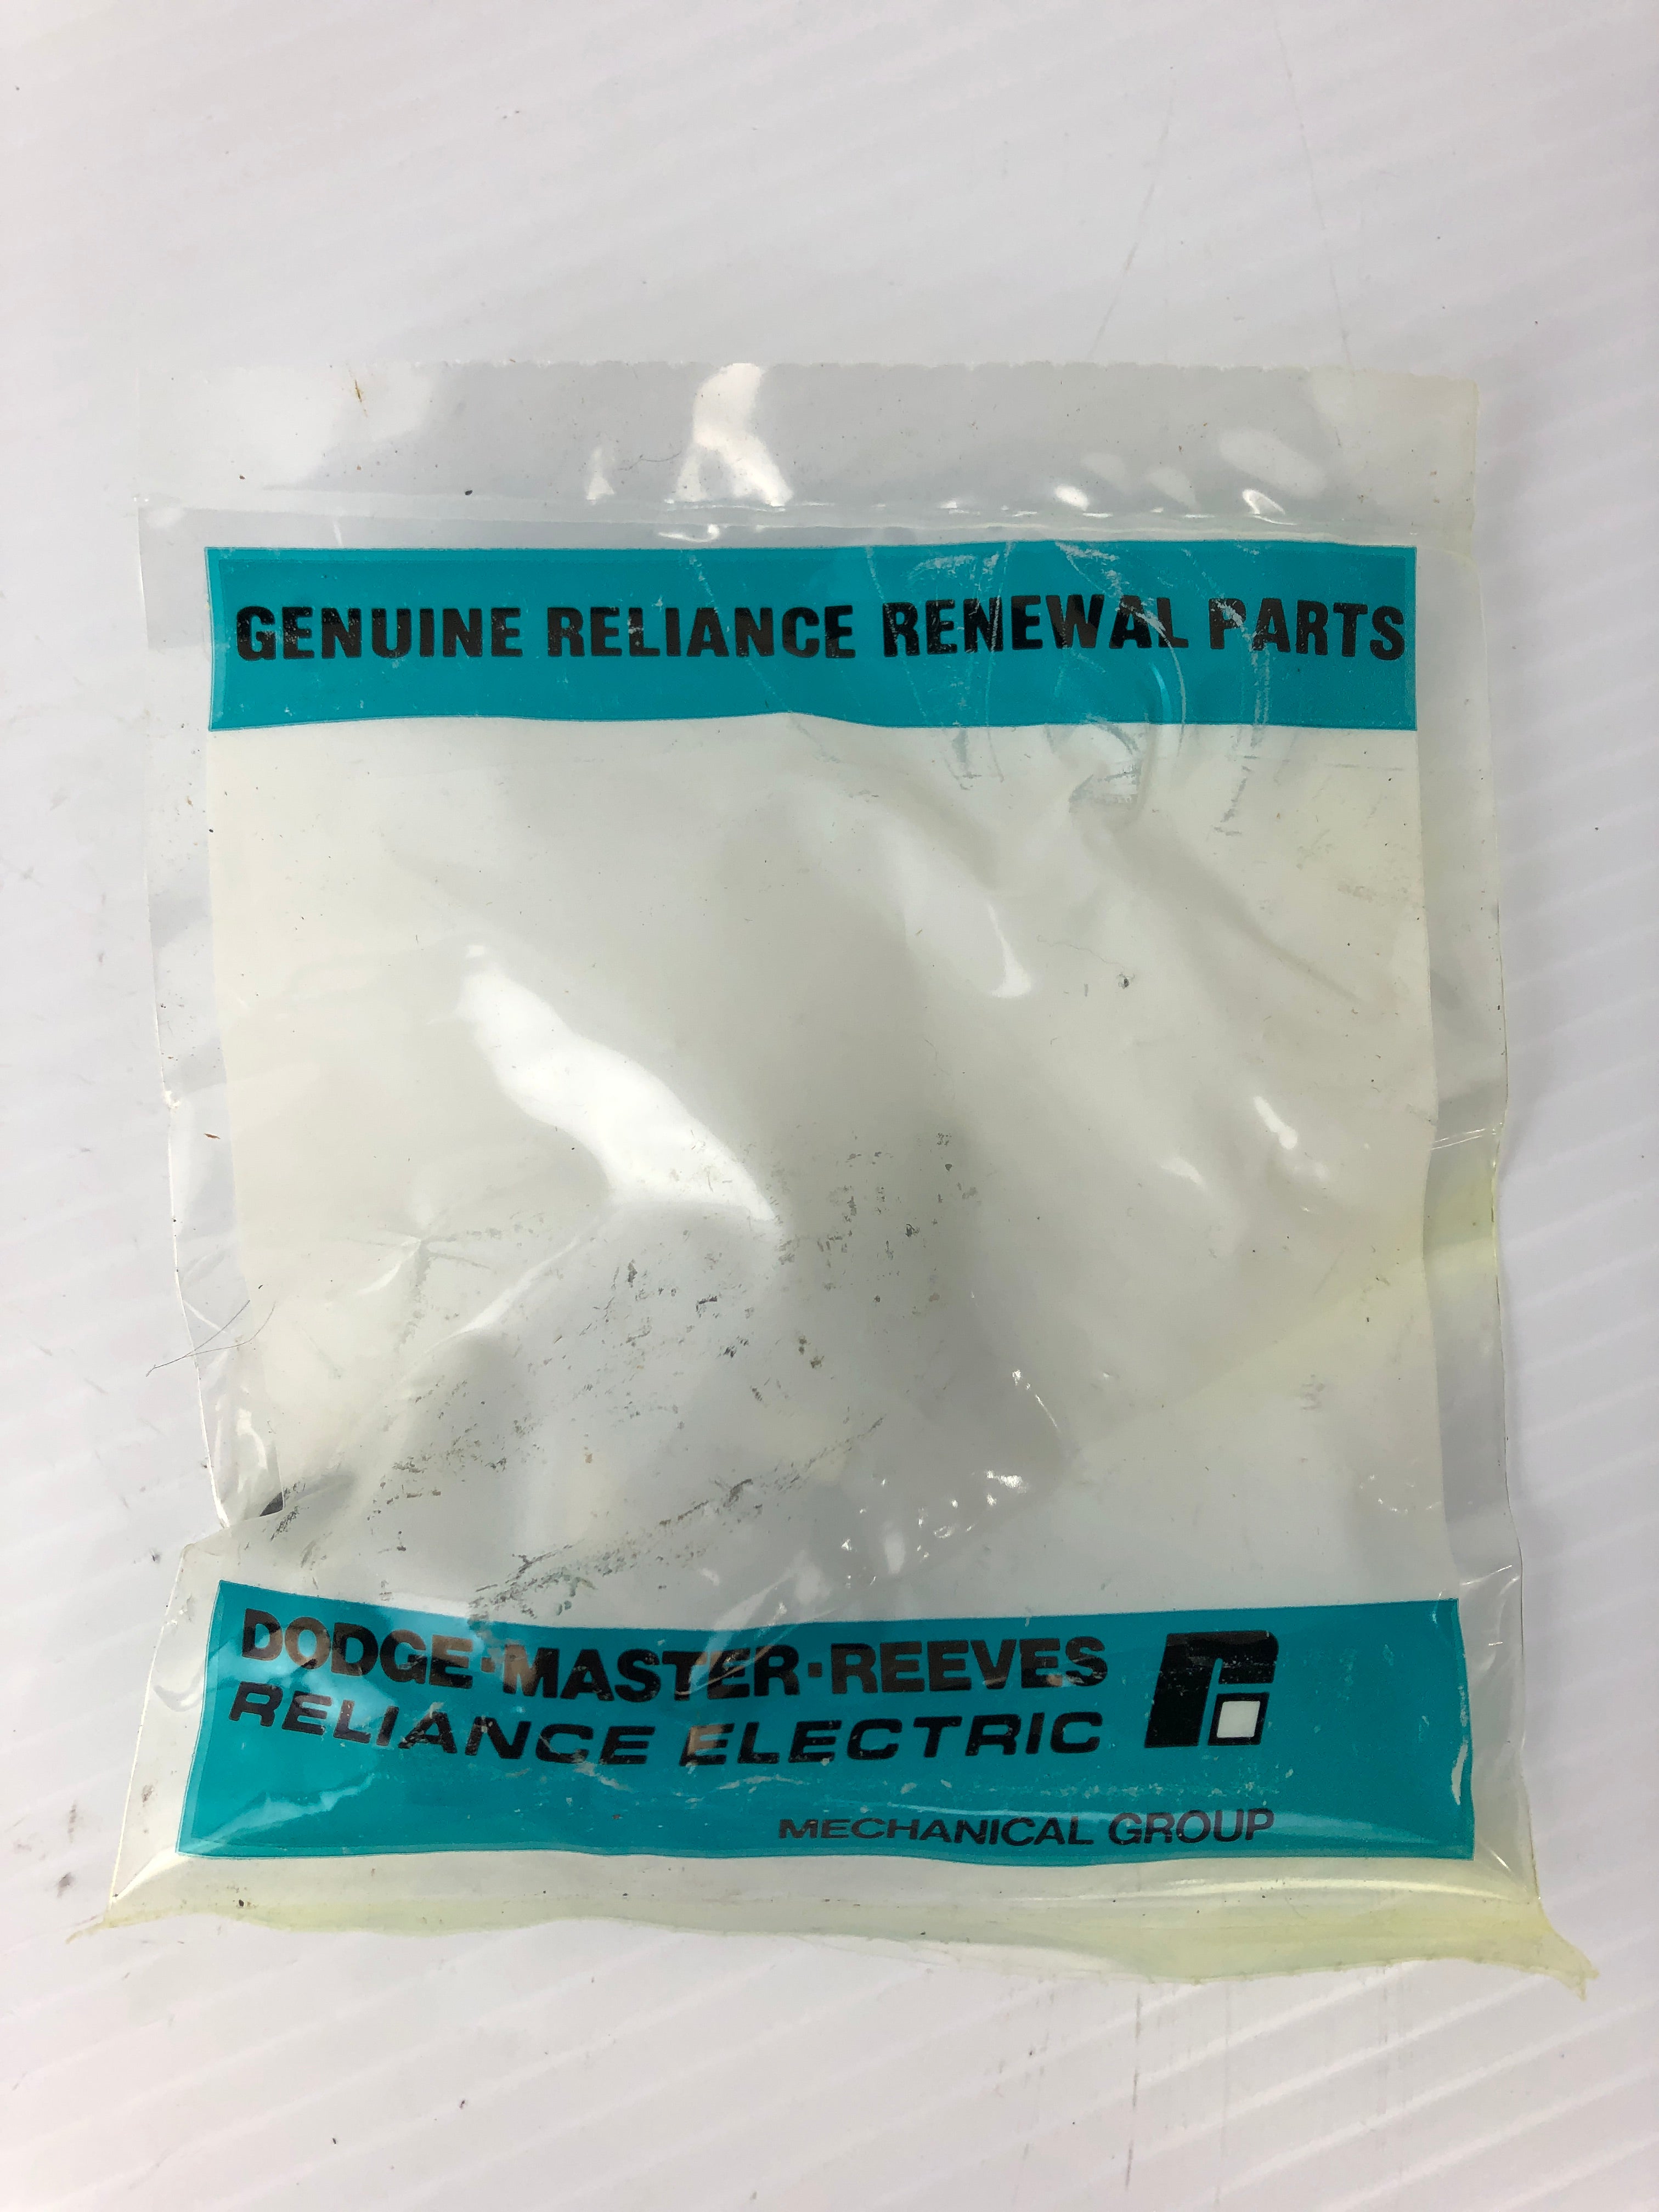 GENUINE RELIANCE RENEWAL PARTS
DODGE·MASTER·REEVES
RELIANCE ELECTRIC
MECHANICAL GROUP